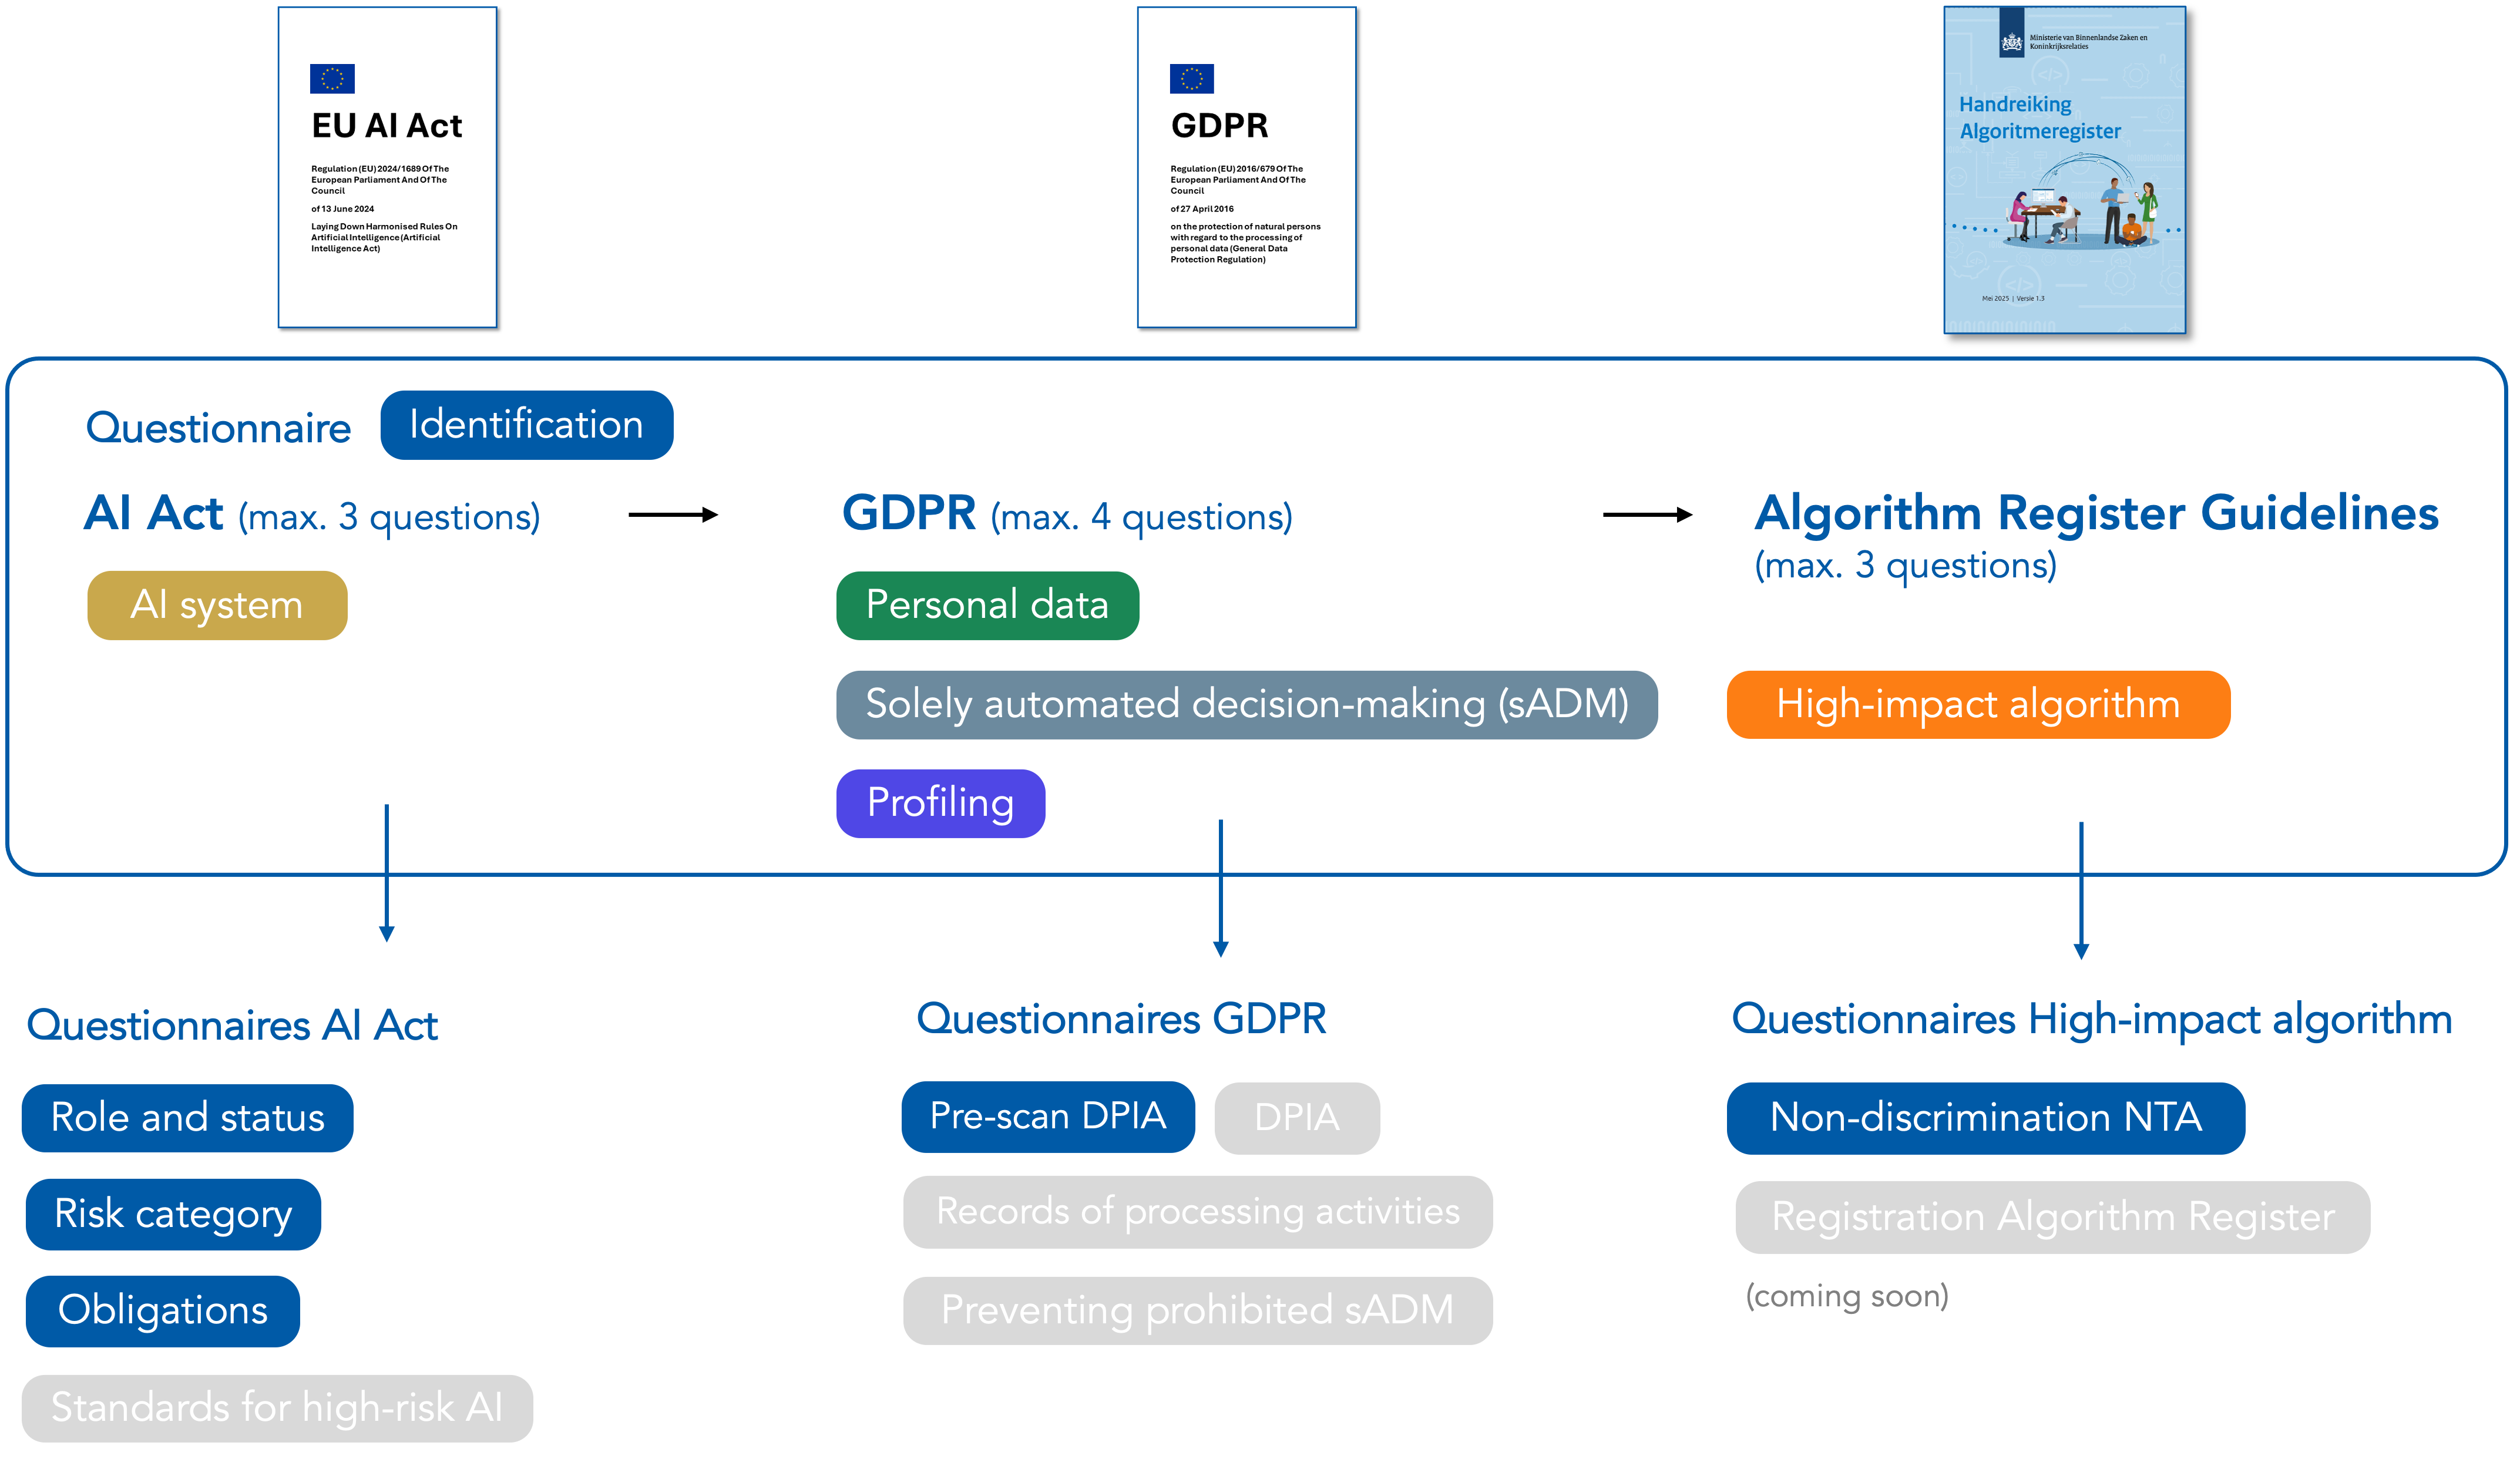 EU AI Act
Regulation (EU) 2024/1689 Of The
European Parliament And Of The
Council
of 13 June 2024
Laying Down Harmonised Rules On
Artificial Intelligence (Artificial
Intelligence Act)
GDPR
Regulation (EU) 2016/679 Of The
European Parliament And Of The
Council
of 27 April 2016
on the protection of natural persons
with regard to the processing of
personal data (General Data
Protection Regulation)
Ministerie van Binnenlandse Zaken en
Koninkrijksrelaties
Handreiking
Algoritmeregister
Mei 2025 | Versie 1.3
Questionnaire Identification
AI Act (max. 3 questions)
AI system
GDPR (max. 4 questions)
Personal data
Solely automated decision-making (sADM)
Profiling
Algorithm Register Guidelines
(max. 3 questions)
High-impact algorithm
Questionnaires AI Act
Role and status
Risk category
Obligations
Standards for high-risk AI
Questionnaires GDPR
Pre-scan DPIA DPIA
Records of processing activities
Preventing prohibited sADM
Questionnaires High-impact algorithm
Non-discrimination NTA
Registration Algorithm Register
(coming soon)